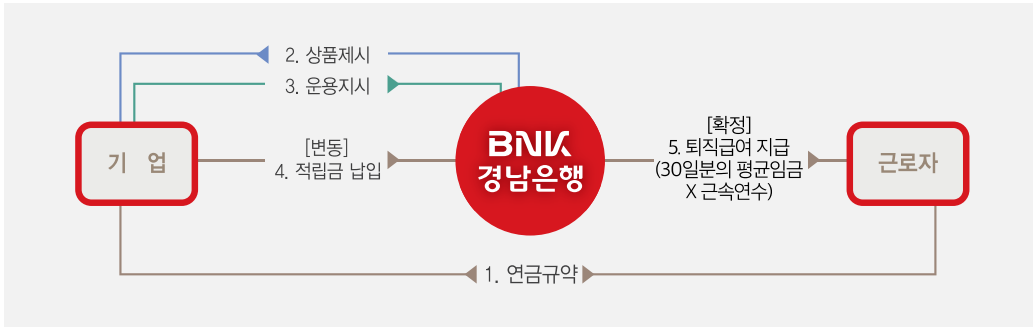 2. 상품제시
3. 운용지시
기 업
[변동]
4. 적립금 납입
BNK
경남은행
[확정]
5. 퇴직급여 지급
(30일분의 평균임금
X 근속연수)
근로자
1. 연금규약